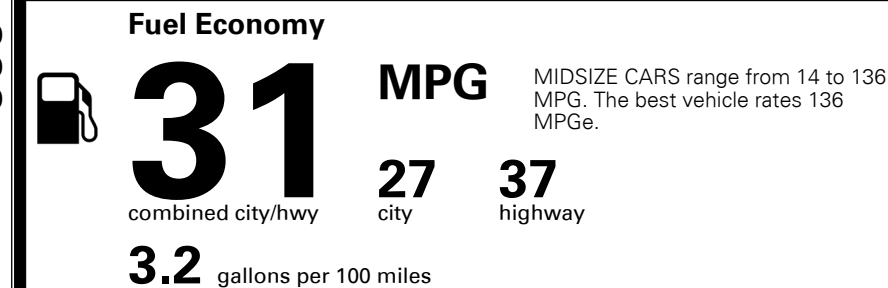 Fuel Economy
31 MPG
MIDSIZE CARS range from 14 to 136
MPG. The best vehicle rates 136
MPGe.
27 37
combined city/hwy city highway
3.2 gallons per 100 miles